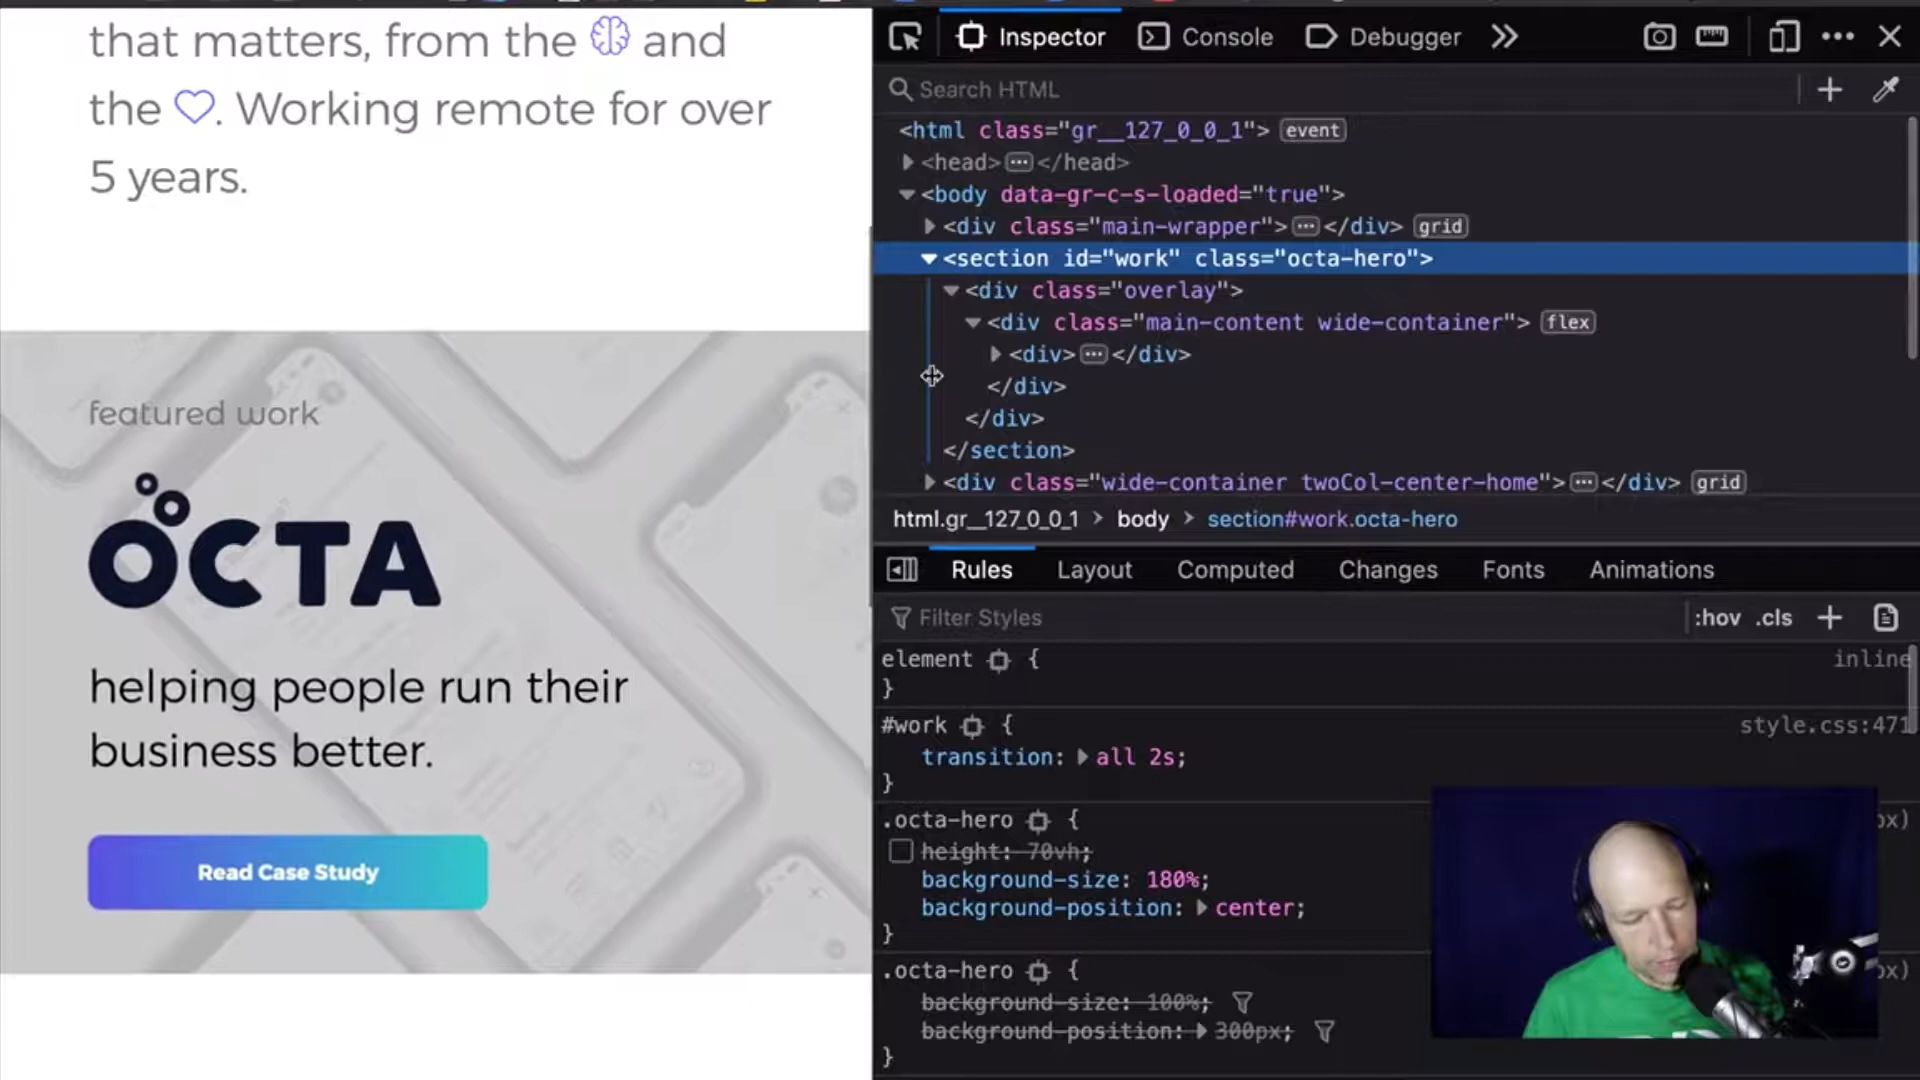 that matters, from the and
the . Working remote for over
5 years.
featured work
OCTA
helping people run their
business better.
Read Case Study
Inspector Console Debugger
Search HTML
<html class="gr__127_0_0_1"> event
<head> ⋯ </head>
<body data-gr-c-s-loaded="true">
<div class="main-wrapper"> ⋯ </div> grid
<section id="work" class="octa-hero">
<div class="overlay">
<div class="main-content wide-container"> flex
<div> ⋯ </div>
</div>
</div>
</section>
<div class="wide-container twoCol-center-home"> ⋯ </div> grid
html.gr__127_0_0_1 > body > section#work.octa-hero
Rules Layout Computed Changes Fonts Animations
Filter Styles :hov .cls
element { inline
}
#work { style.css:471
transition: all 2s;
}
.octa-hero { px)
height: 70vh;
background-size: 180%;
background-position: center;
}
.octa-hero { px)
background-size: 100%;
background-position: 300px;
}